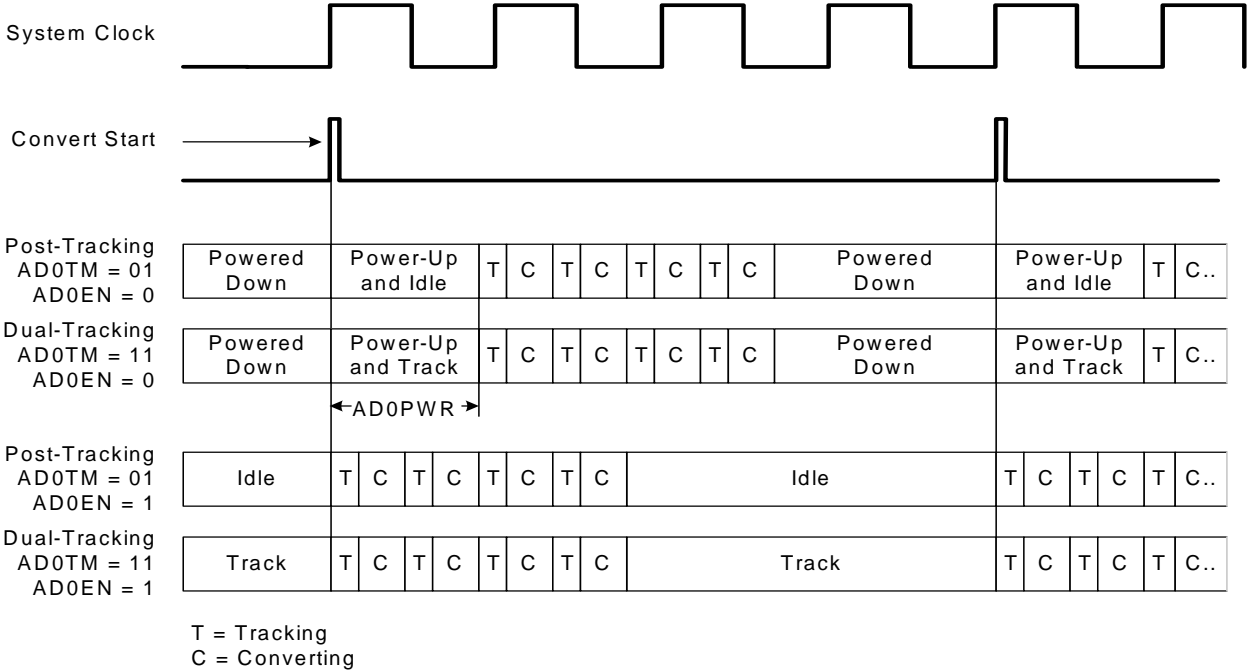 System Clock
Convert Start
Post-Tracking
AD0TM = 01
AD0EN = 0
Powered
Down
Power-Up
and Idle
T C T C T C T C
Powered
Down
Power-Up
and Idle
T C..
Dual-Tracking
AD0TM = 11
AD0EN = 0
Powered
Down
Power-Up
and Track
T C T C T C T C
Powered
Down
Power-Up
and Track
T C..
AD0PWR
Post-Tracking
AD0TM = 01
AD0EN = 1
Idle
T C T C T C T C
Idle
T C T C T C..
Dual-Tracking
AD0TM = 11
AD0EN = 1
Track
T C T C T C T C
Track
T C T C T C..
T = Tracking
C = Converting